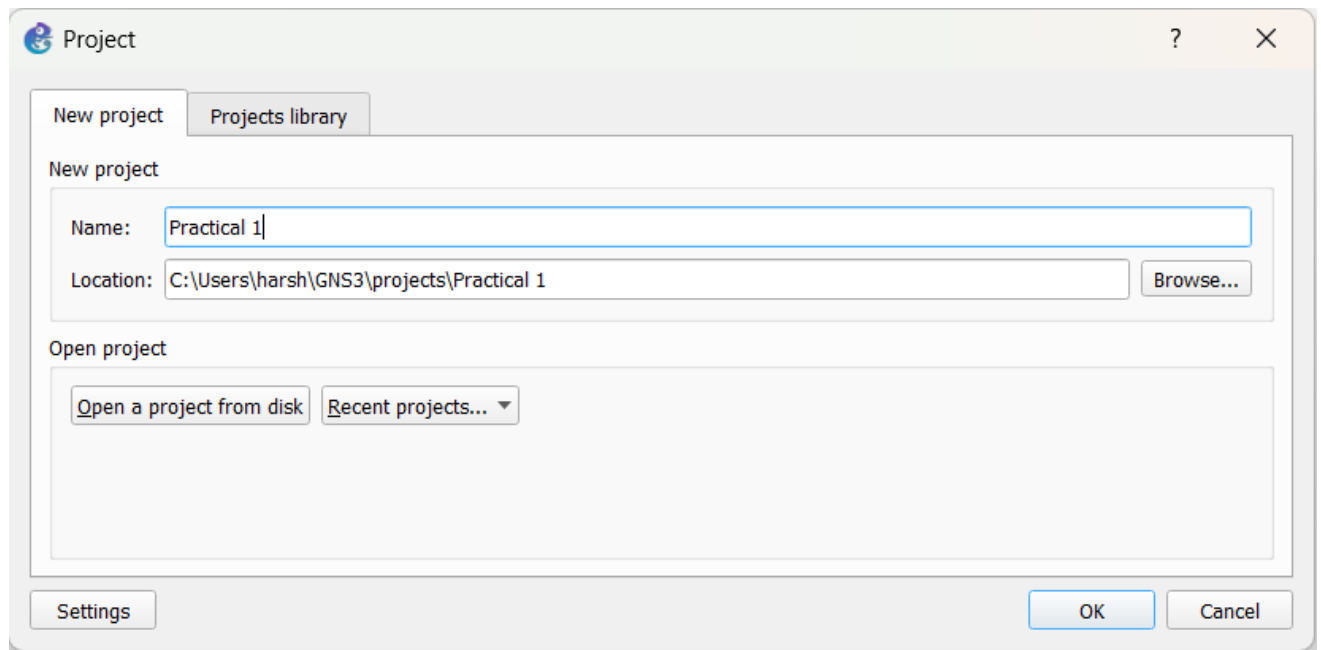 Project ?
New project Projects library
New project
Name: Practical 1
Location: C:\Users\harsh\GNS3\projects\Practical 1 Browse...
Open project
Open a project from disk Recent projects...
Settings OK Cancel